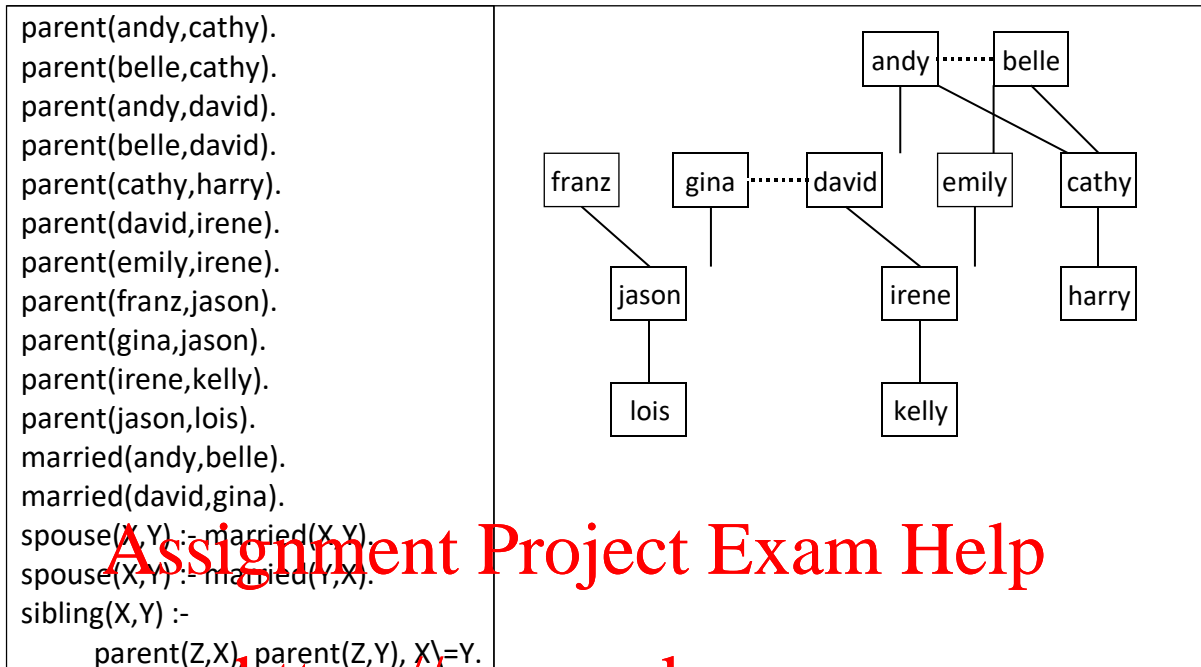 parent(andy,cathy).
parent(belle,cathy).
parent(andy,david).
parent(belle,david).
parent(cathy,harry).
parent(david,irene).
parent(emily,irene).
parent(franz,jason).
parent(gina,jason).
parent(irene,kelly).
parent(jason,lois).
married(andy,belle).
married(david,gina).
spouse(X,Y) :- married(X,Y).
spouse(X,Y) :- married(Y,X).
sibling(X,Y) :-
parent(Z,X), parent(Z,Y), X\=Y.
andy belle
franz gina david emily cathy
jason irene harry
lois kelly
Assignment Project Exam Help